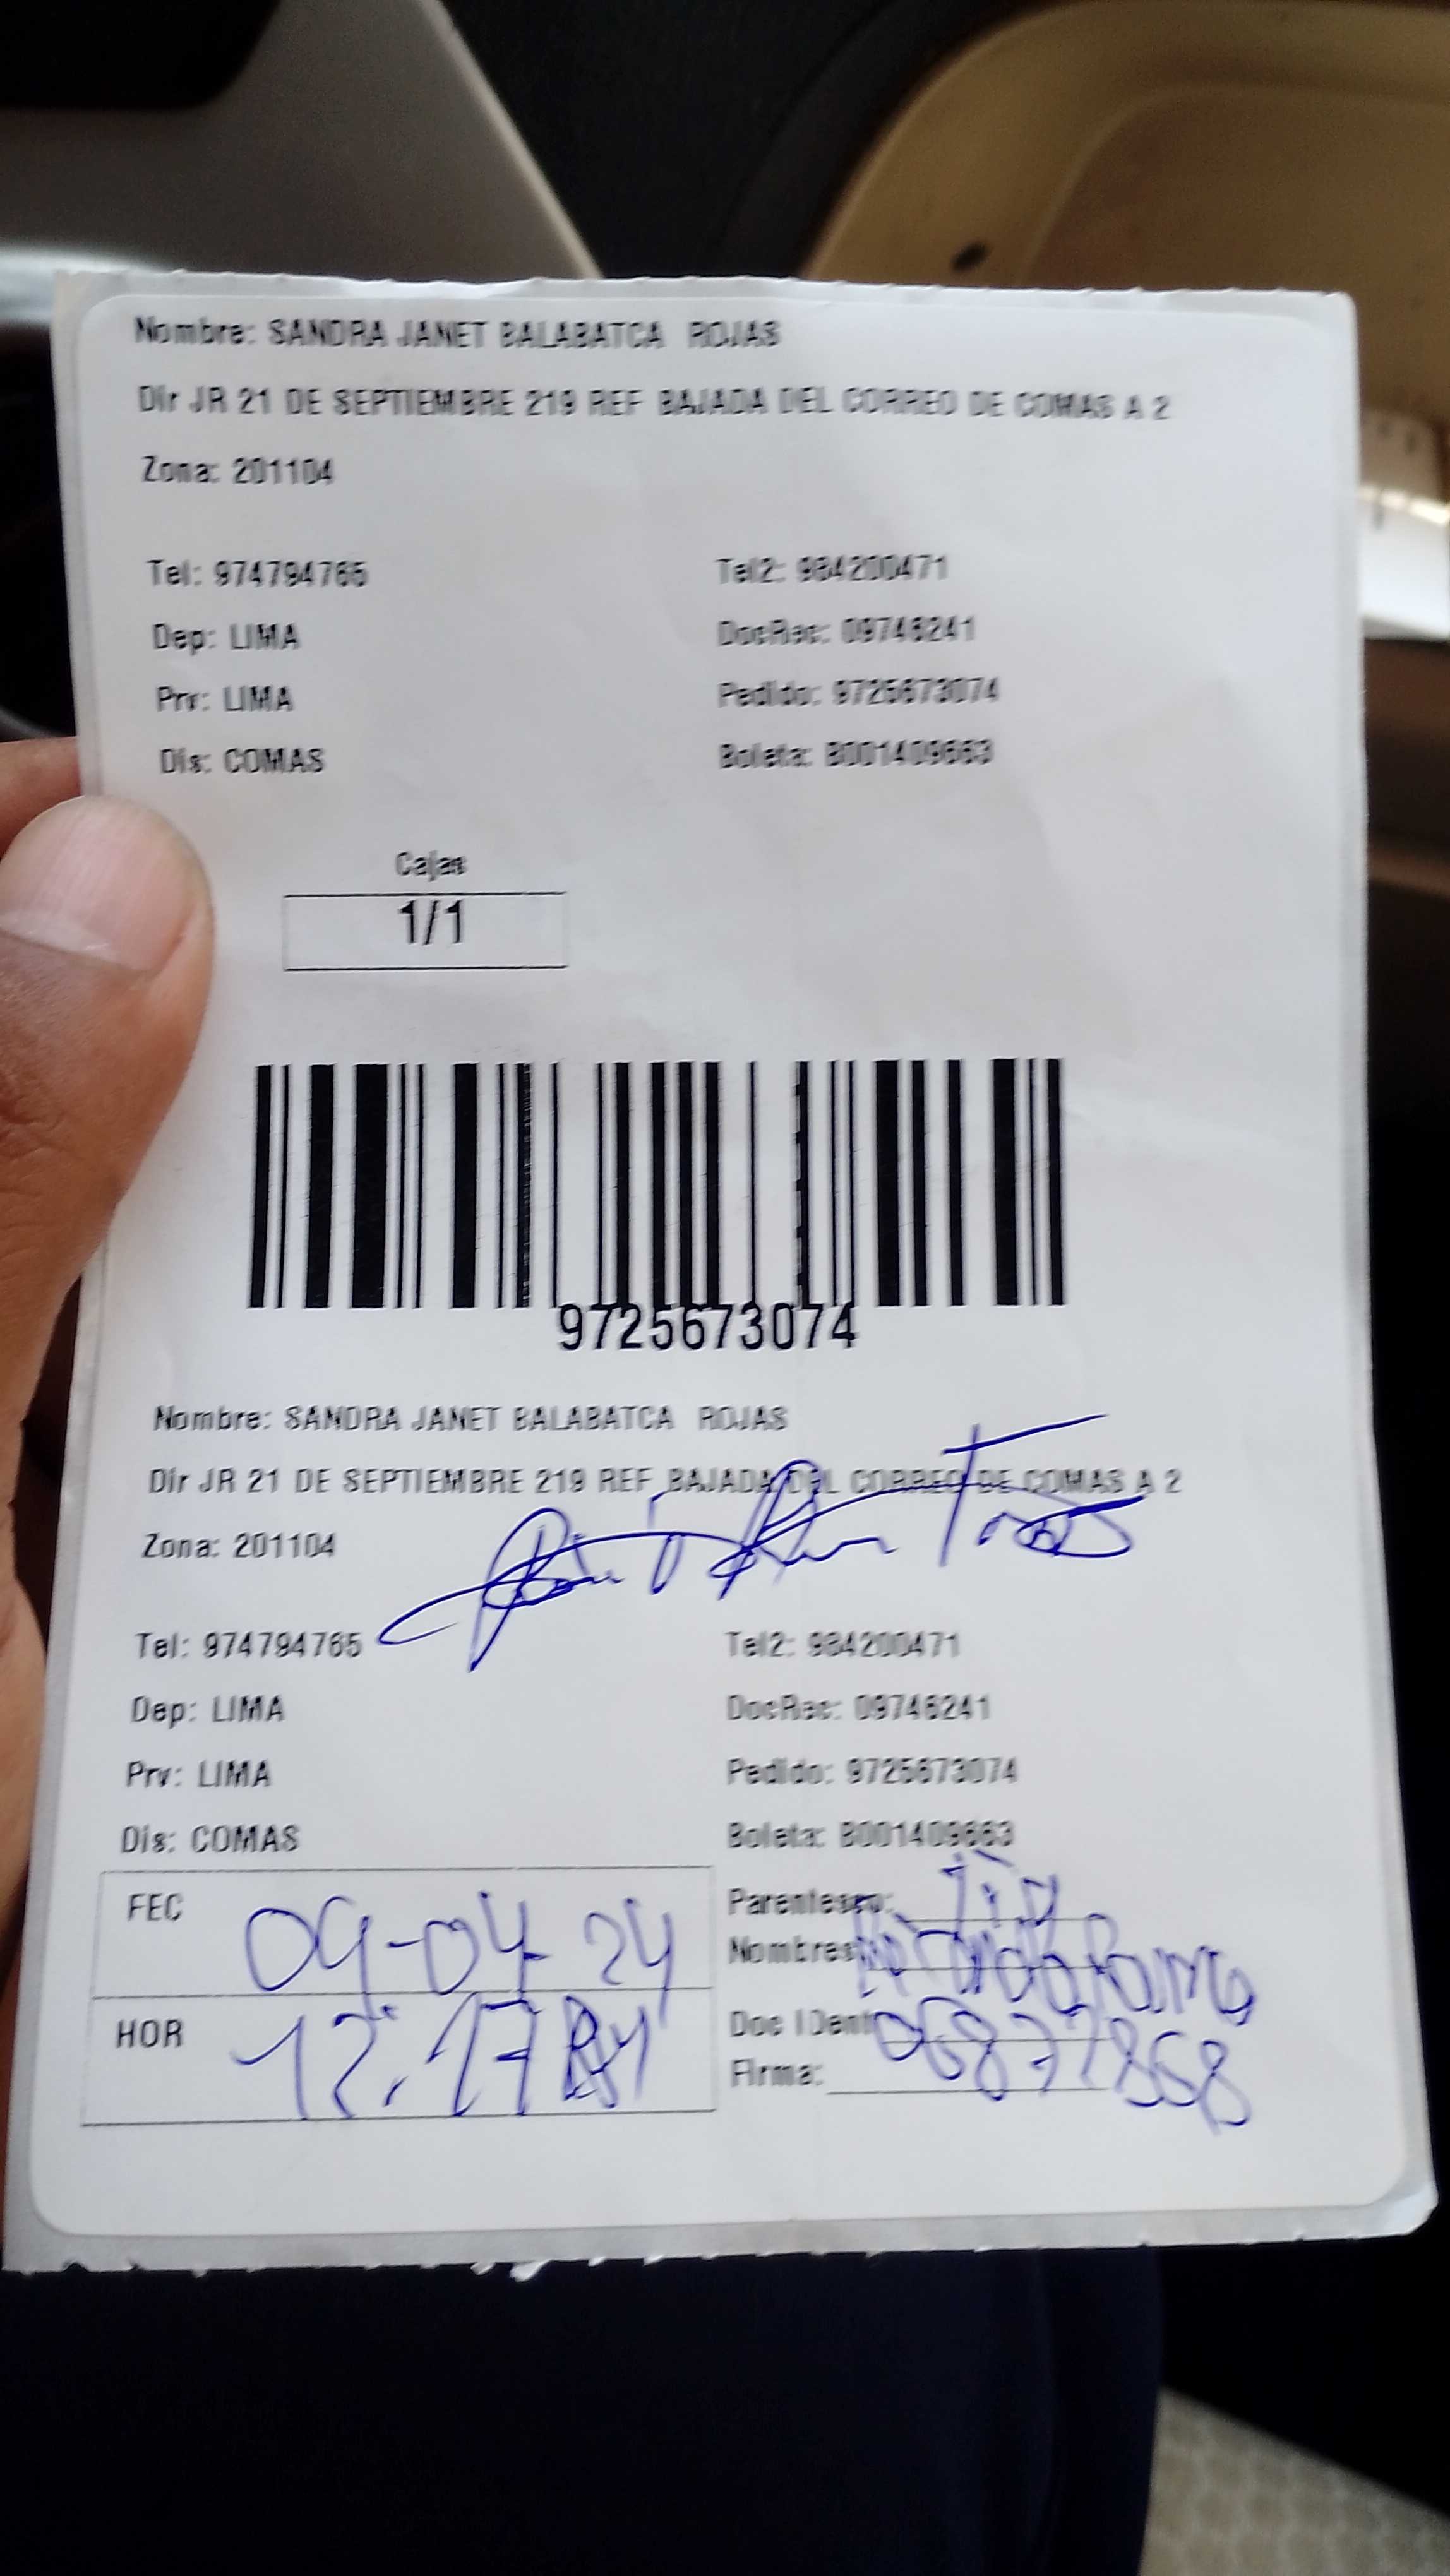 Nombre: SANDRA JANET BALABATCA ROJAS
Dir JR 21 DE SEPTIEMBRE 219 REF BAJADA DEL CORREO DE COMAS A 2
Zona: 201104
Tel: 974794765 Tel2: 984200471
Dep: LIMA DocRec: 09746241
Prv: LIMA Pedido: 9725673074
Dis: COMAS Boleta: B001409663
Cajas
1/1
9725673074
Nombre: SANDRA JANET BALABATCA ROJAS
Dir JR 21 DE SEPTIEMBRE 219 REF BAJADA DEL CORREO DE COMAS A 2
Zona: 201104
Tel: 974794765 Tel2: 984200471
Dep: LIMA DocRec: 09746241
Prv: LIMA Pedido: 9725673074
Dis: COMAS Boleta: B001409663
FEC 09-04-24 Parentesco: Tía
Nombres
HOR 12:17 Doc IDent
Firma: